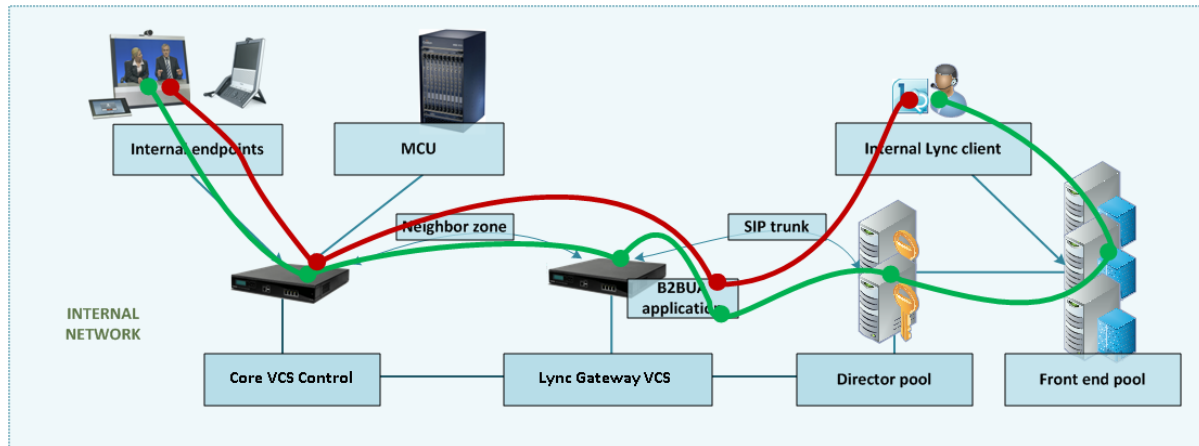 Internal endpoints
MCU
Internal Lync client
Neighbor zone
SIP trunk
B2BUA
application
INTERNAL
NETWORK
Core VCS Control
Lync Gateway VCS
Director pool
Front end pool